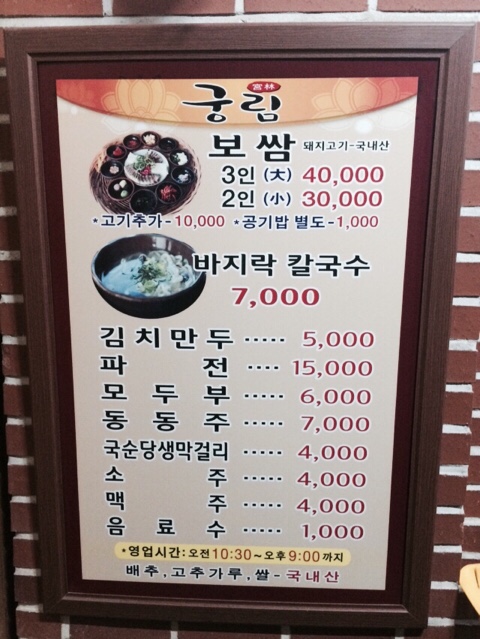 궁림 宮林
보쌈 돼지고기-국내산
3인 (大) 40,000
2인 (小) 30,000
*고기추가-10,000 *공기밥 별도-1,000
바지락 칼국수
7,000
김치만두 ····· 5,000
파전 ···· 15,000
모두부 ····· 6,000
동동주 ····· 7,000
국순당생막걸리 ····· 4,000
소주 ····· 4,000
맥주 ····· 4,000
음료수 ····· 1,000
*영업시간: 오전 10:30~오후 9:00까지
배추, 고추가루, 쌀-국내산